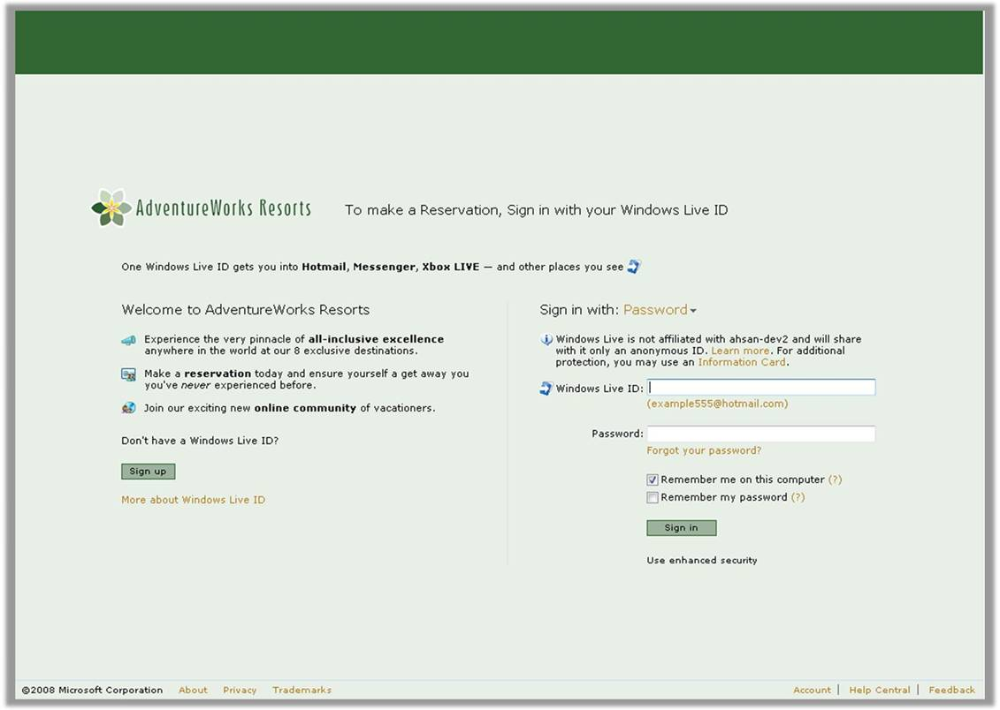 AdventureWorks Resorts
To make a Reservation, Sign in with your Windows Live ID
One Windows Live ID gets you into Hotmail, Messenger, Xbox LIVE — and other places you see
Welcome to AdventureWorks Resorts
Experience the very pinnacle of all-inclusive excellence
anywhere in the world at our 8 exclusive destinations.
Make a reservation today and ensure yourself a get away you
you've never experienced before.
Join our exciting new online community of vacationers.
Don't have a Windows Live ID?
Sign up
More about Windows Live ID
Sign in with: Password
Windows Live is not affiliated with ahsan-dev2 and will share
with it only an anonymous ID. Learn more. For additional
protection, you may use an Information Card.
Windows Live ID:
(example555@hotmail.com)
Password:
Forgot your password?
Remember me on this computer (?)
Remember my password (?)
Sign in
Use enhanced security
©2008 Microsoft Corporation About Privacy Trademarks
Account | Help Central | Feedback